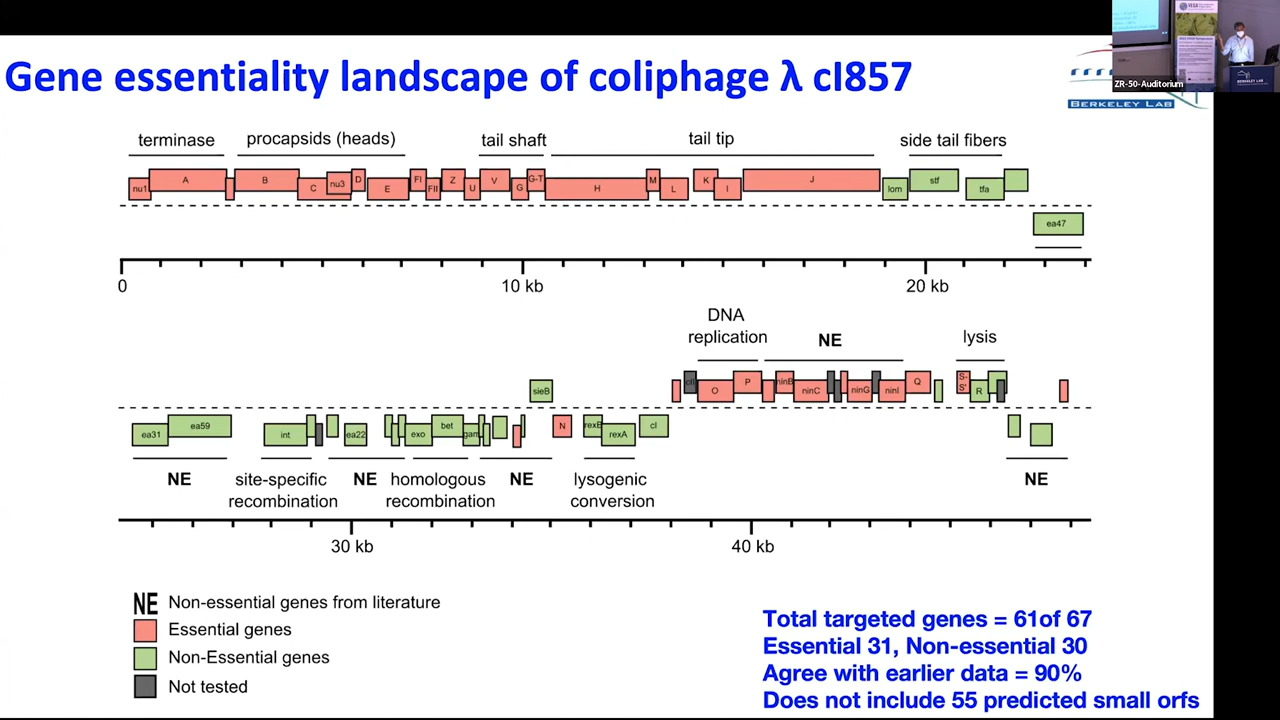 Gene essentiality landscape of coliphage λ cI857
BERKELEY LAB
ZR-50-Auditorium
VEGA
BERKELEY LAB
terminase procapsids (heads) tail shaft tail tip side tail fibers
nu1 A B C nu3 D E FI FII Z U V G G-T H M L K I J lom stf tfa
ea47
0 10 kb 20 kb
DNA
replication NE lysis
cII O P ninB ninC ninG ninI Q S-
S' R
sieB
ea31 ea59 int ea22 exo bet gam N rexB rexA cI
NE site-specific
recombination NE homologous
recombination NE lysogenic
conversion NE
30 kb 40 kb
NE Non-essential genes from literature
Essential genes
Non-Essential genes
Not tested
Total targeted genes = 61of 67
Essential 31, Non-essential 30
Agree with earlier data = 90%
Does not include 55 predicted small orfs